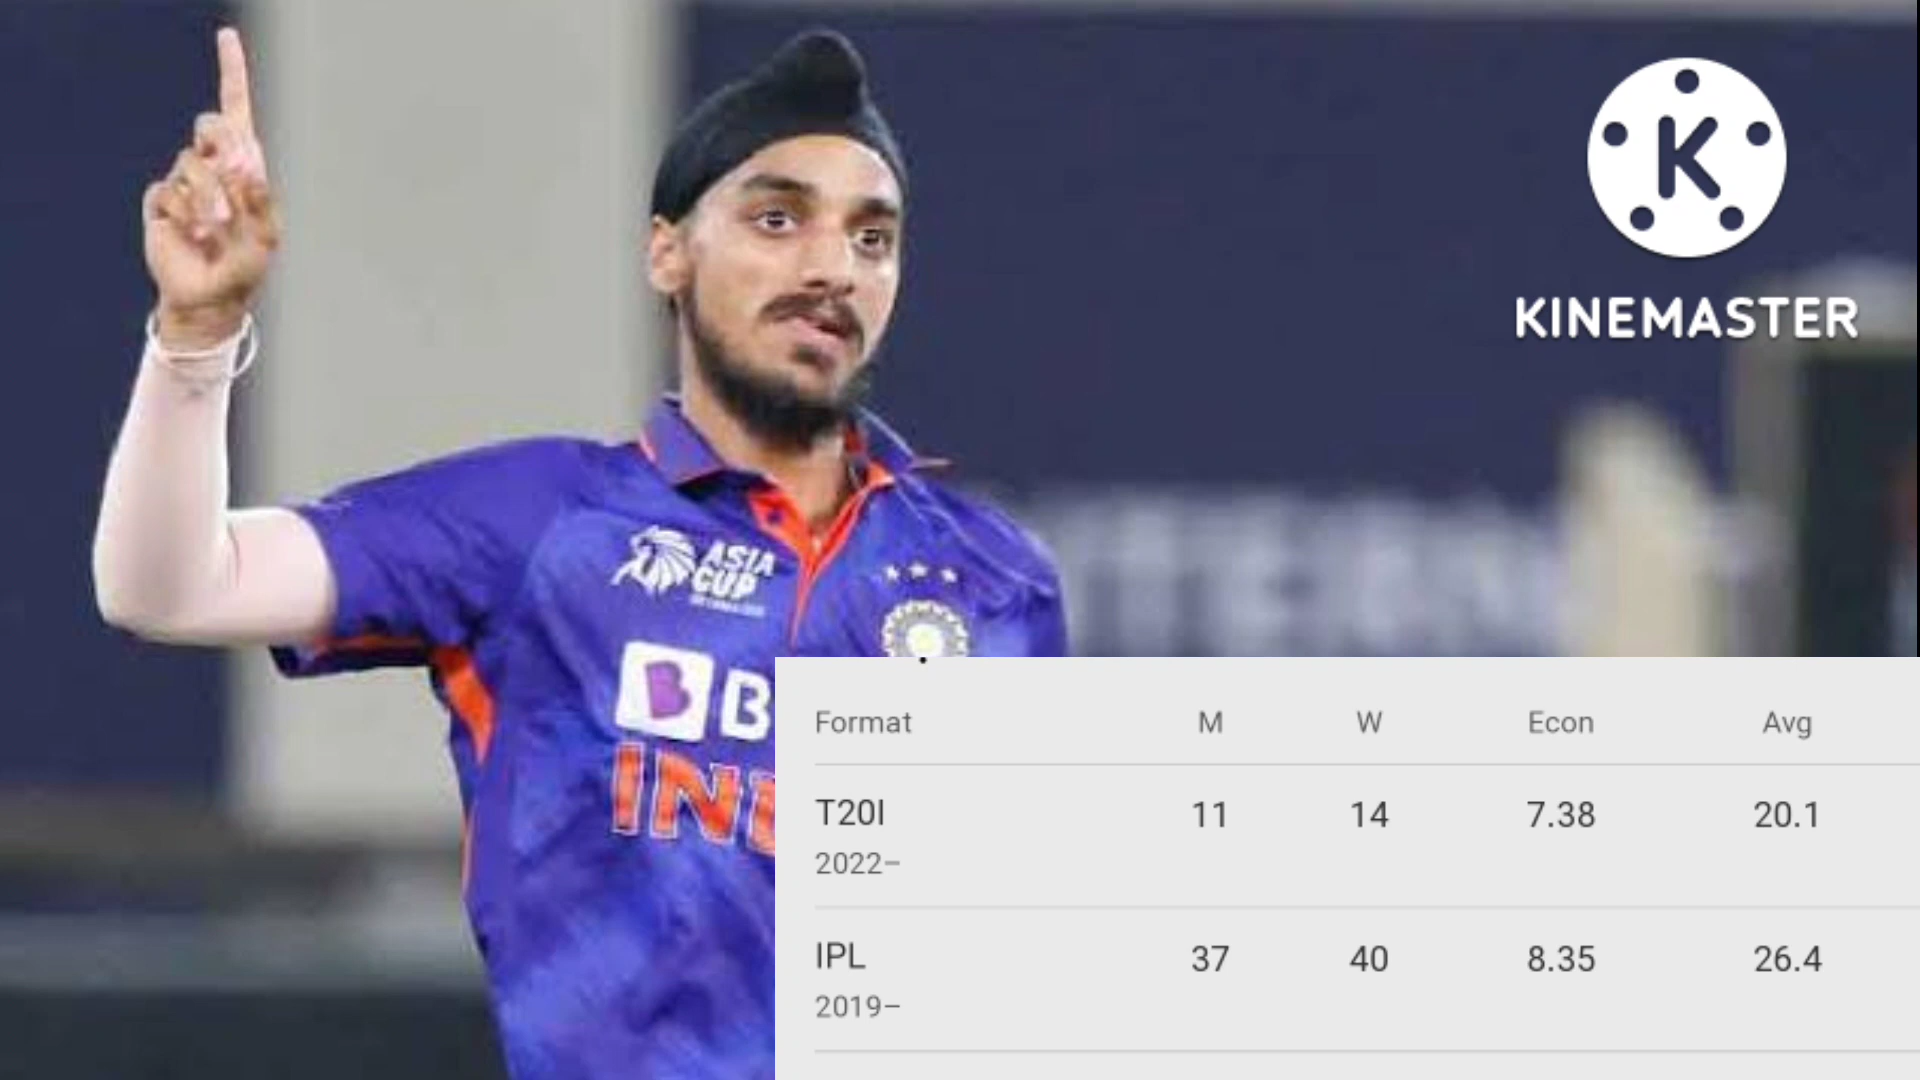 KINEMASTER
ASIA
CUP
B
Format M W Econ Avg
T20I 11 14 7.38 20.1
2022–
IPL 37 40 8.35 26.4
2019–